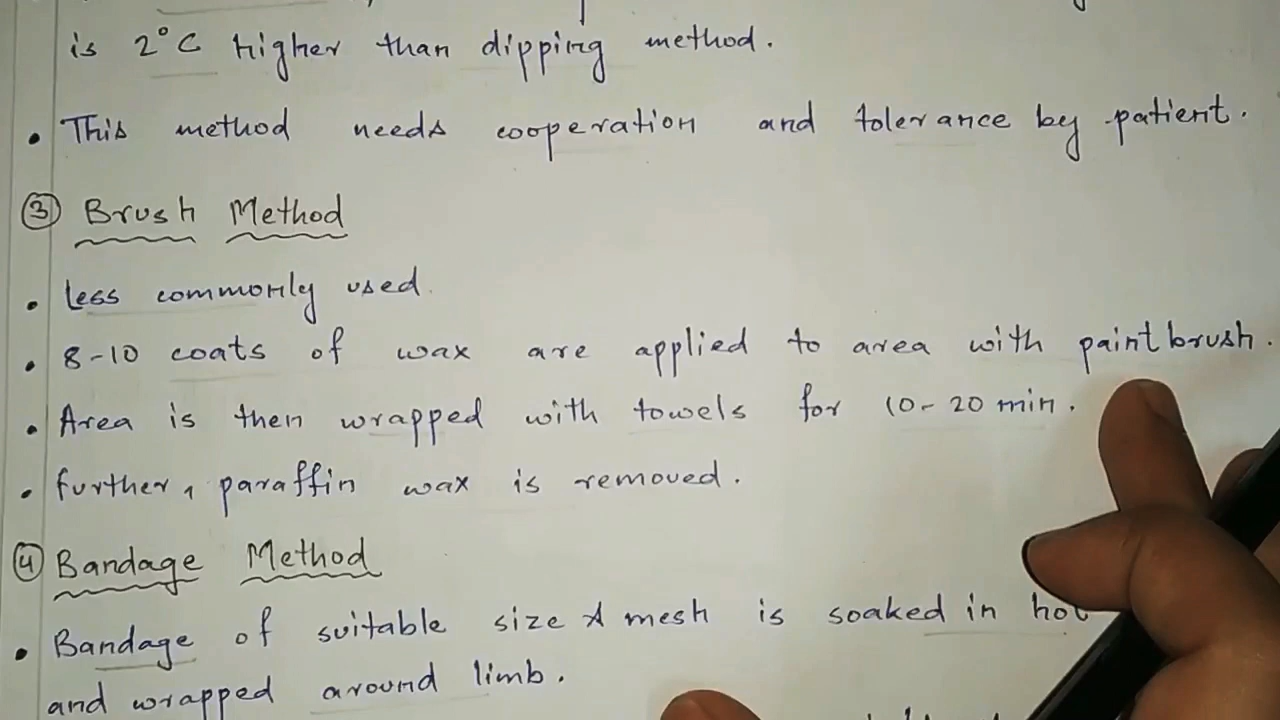 is 2°C higher than dipping method.
• This method needs cooperation and tolerance by patient.
③ Brush Method
• Less commonly used.
• 8-10 coats of wax are applied to area with paint brush.
• Area is then wrapped with towels for 10-20 min.
• further, paraffin wax is removed.
④ Bandage Method
• Bandage of suitable size & mesh is soaked in hot
and wrapped around limb.